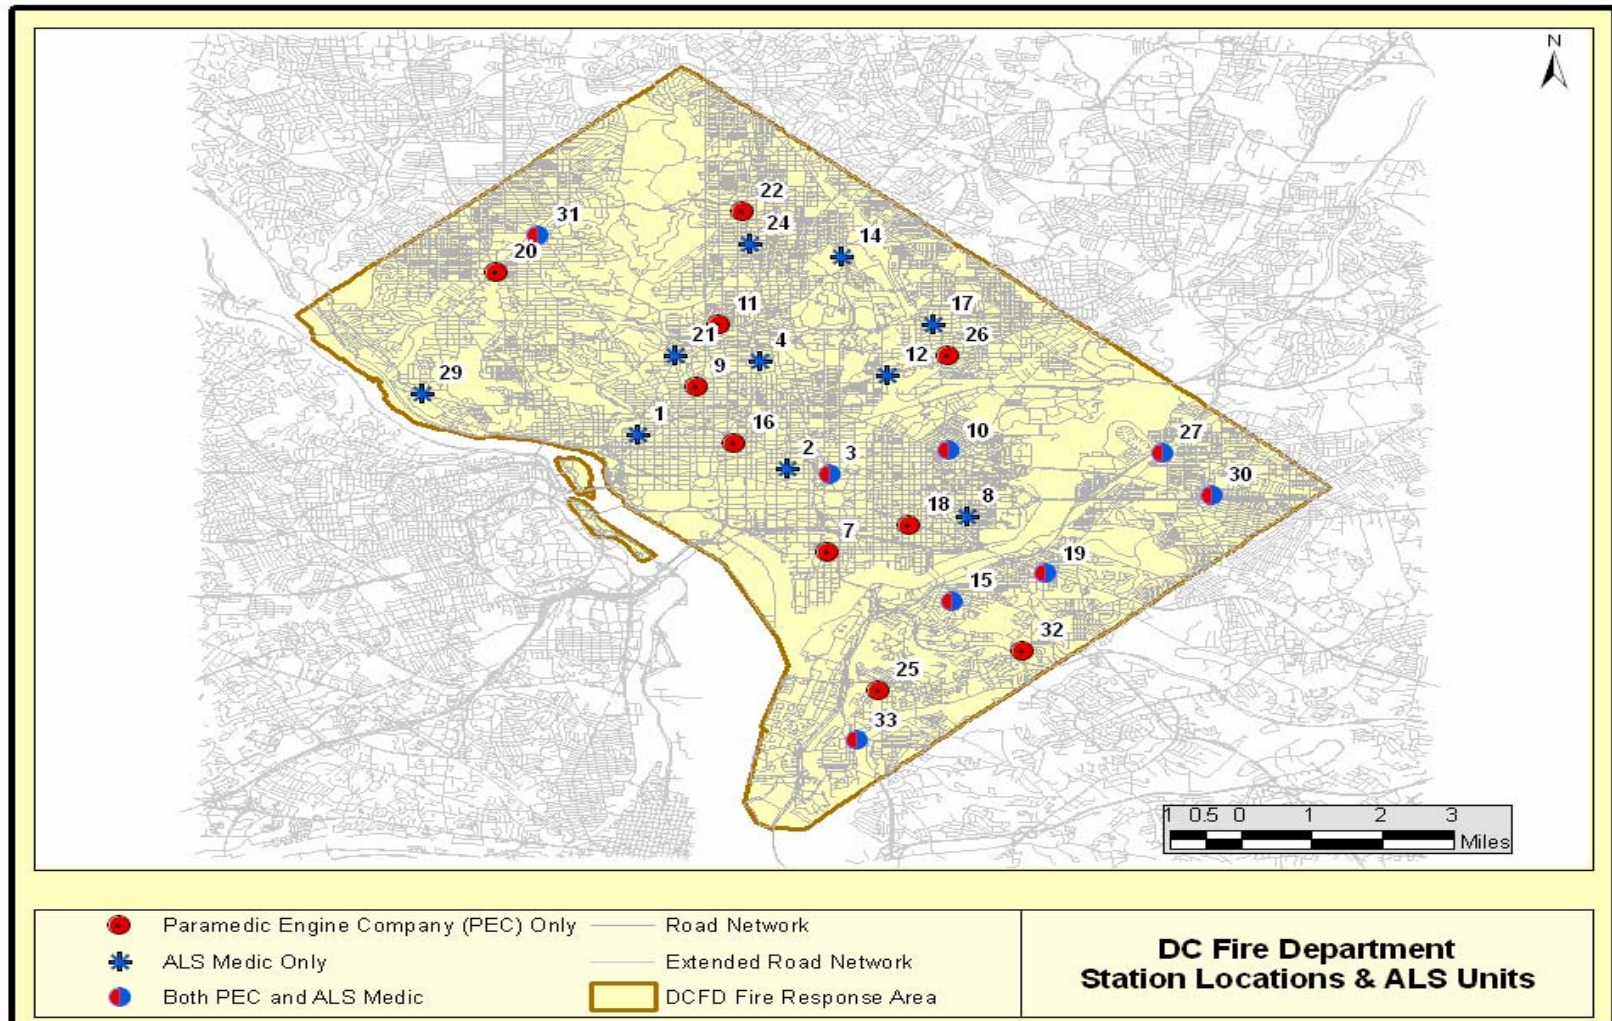 N
22
31
24
14
20
11
17
21
4
26
12
9
29
1
16
10
27
2
3
30
8
18
7
19
15
32
25
33
1 0.5 0 1 2 3
Miles
Paramedic Engine Company (PEC) Only
Road Network
ALS Medic Only
Extended Road Network
Both PEC and ALS Medic
DCFD Fire Response Area
DC Fire Department
Station Locations & ALS Units